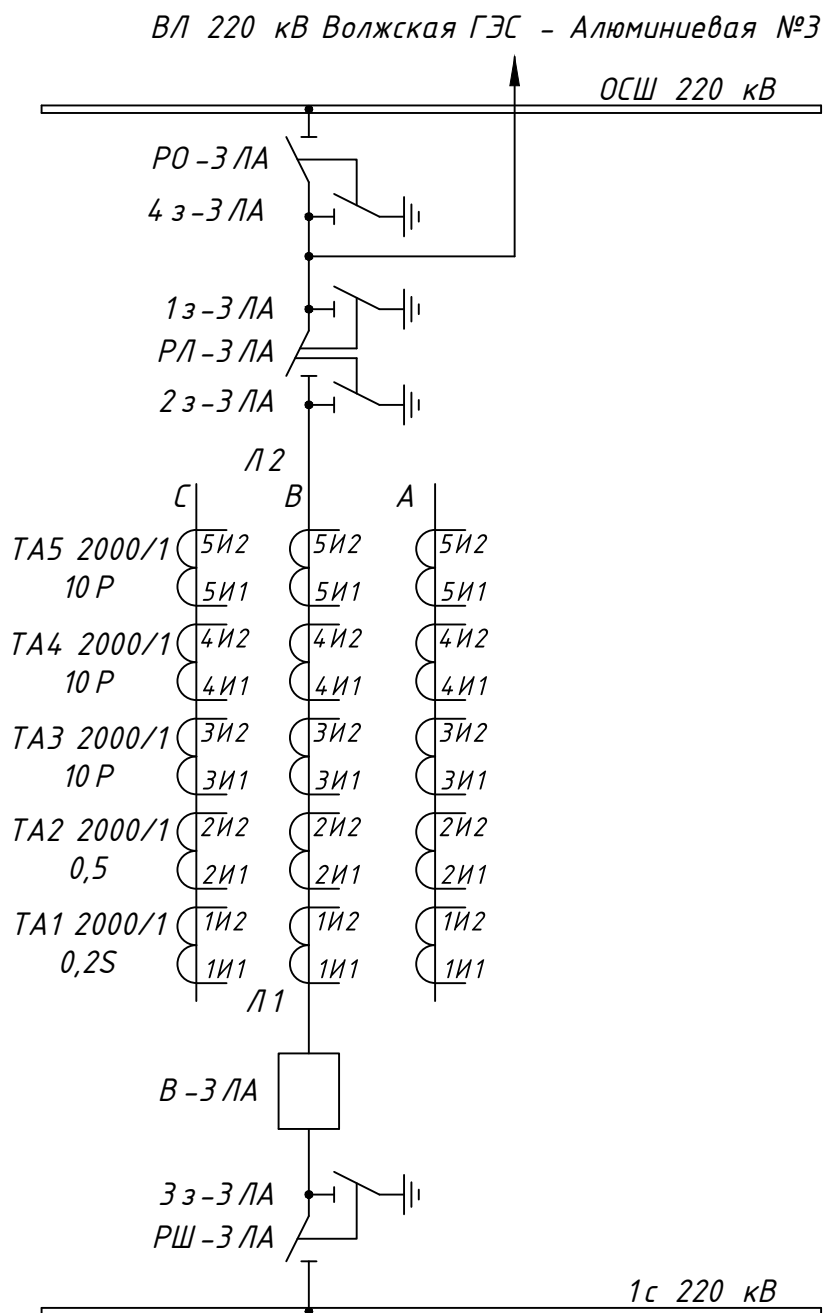 ВЛ 220 кВ Волжская ГЭС - Алюминиевая №3
ОСШ 220 кВ
РО-3ЛА
4з-3ЛА
1з-3ЛА
РЛ-3ЛА
2з-3ЛА
Л2
С В А
ТА5 2000/1 5И2 5И2 5И2
10Р 5И1 5И1 5И1
ТА4 2000/1 4И2 4И2 4И2
10Р 4И1 4И1 4И1
ТА3 2000/1 3И2 3И2 3И2
10Р 3И1 3И1 3И1
ТА2 2000/1 2И2 2И2 2И2
0,5 2И1 2И1 2И1
ТА1 2000/1 1И2 1И2 1И2
0,2S 1И1 1И1 1И1
Л1
В-3ЛА
3з-3ЛА
РШ-3ЛА
1с 220 кВ